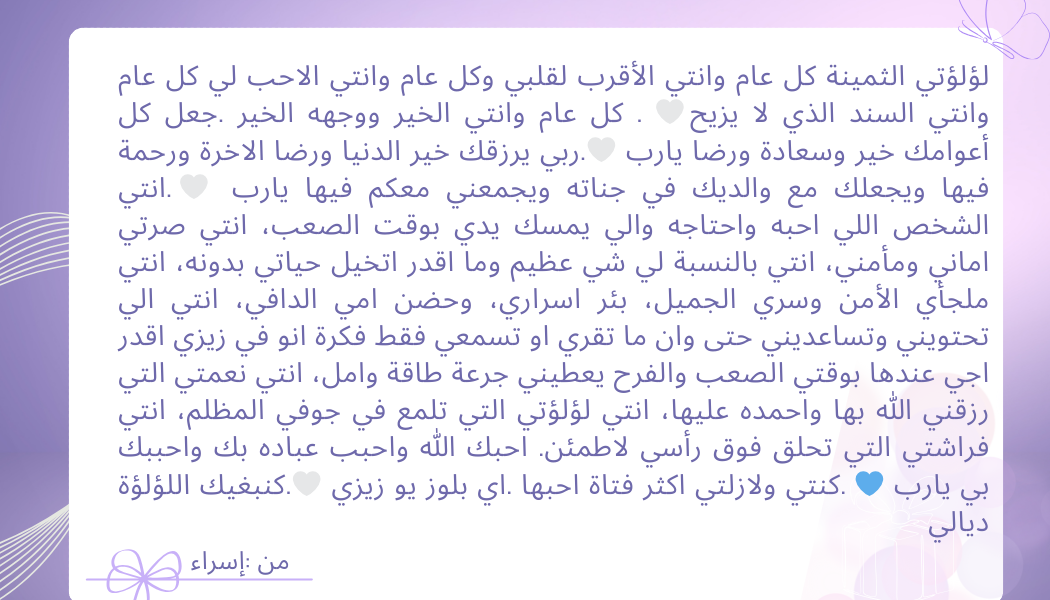 لؤلؤتي الثمينة كل عام وانتي الأقرب لقلبي وكل عام وانتي الاحب لي كل عام
وانتي السند الذي لا يزيح🤍 . كل عام وانتي الخير ووجهه الخير .جعل كل
أعوامك خير وسعادة ورضا يارب 🤍.ربي يرزقك خير الدنيا ورضا الاخرة ورحمة
فيها ويجعلك مع والديك في جناته ويجمعني معكم فيها يارب 🤍.انتي
الشخص اللي احبه واحتاجه والي يمسك يدي بوقت الصعب، انتي صرتي
اماني ومأمني، انتي بالنسبة لي شي عظيم وما اقدر اتخيل حياتي بدونه، انتي
ملجأي الأمن وسري الجميل، بئر اسراري، وحضن امي الدافي، انتي الي
تحتويني وتساعديني حتى وان ما تقري او تسمعي فقط فكرة انو في زيزي اقدر
اجي عندها بوقتي الصعب والفرح يعطيني جرعة طاقة وامل، انتي نعمتي التي
رزقني الله بها واحمده عليها، انتي لؤلؤتي التي تلمع في جوفي المظلم، انتي
فراشتي التي تحلق فوق رأسي لاطمئن. احبك الله واحبب عباده بك واحببك
بي يارب 💙.كنتي ولازلتي اكثر فتاة احبها .اي بلوز يو زيزي 🤍.كنبغيك اللؤلؤة
ديالي
من :إسراء